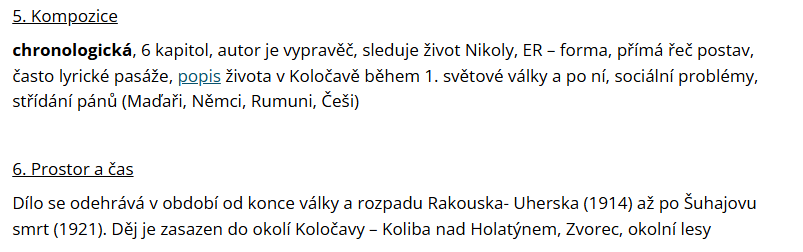 5. Kompozice
chronologická, 6 kapitol, autor je vypravěč, sleduje život Nikoly, ER – forma, přímá řeč postav,
často lyrické pasáže, popis života v Koločavě během 1. světové války a po ní, sociální problémy,
střídání pánů (Maďaři, Němci, Rumuni, Češi)
6. Prostor a čas
Dílo se odehrává v období od konce války a rozpadu Rakouska- Uherska (1914) až po Šuhajovu
smrt (1921). Děj je zasazen do okolí Koločavy – Koliba nad Holatýnem, Zvorec, okolní lesy